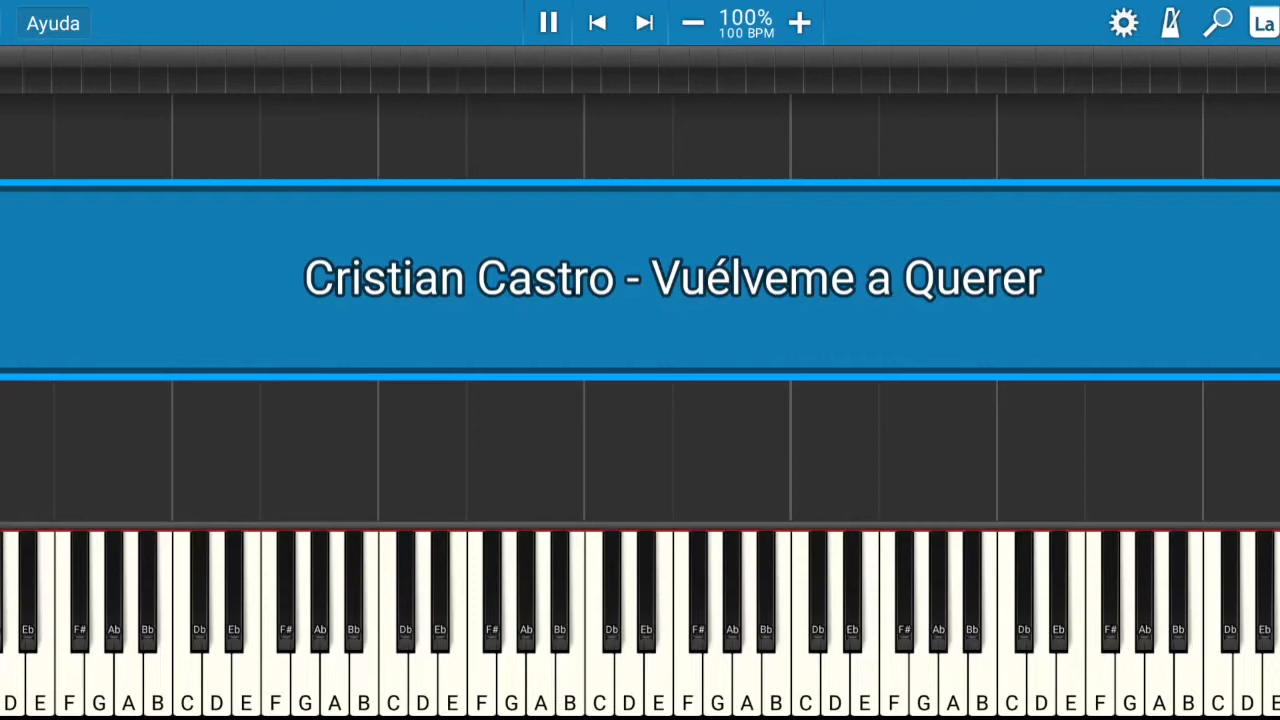 Ayuda
100%
100 BPM
La
Cristian Castro - Vuélveme a Querer
Eb F# Ab Bb Db Eb F# Ab Bb Db Eb F# Ab Bb Db Eb F# Ab Bb Db Eb F# Ab Bb Db Eb F# Ab Bb Db Eb
D E F G A B C D E F G A B C D E F G A B C D E F G A B C D E F G A B C D E F G A B C D E